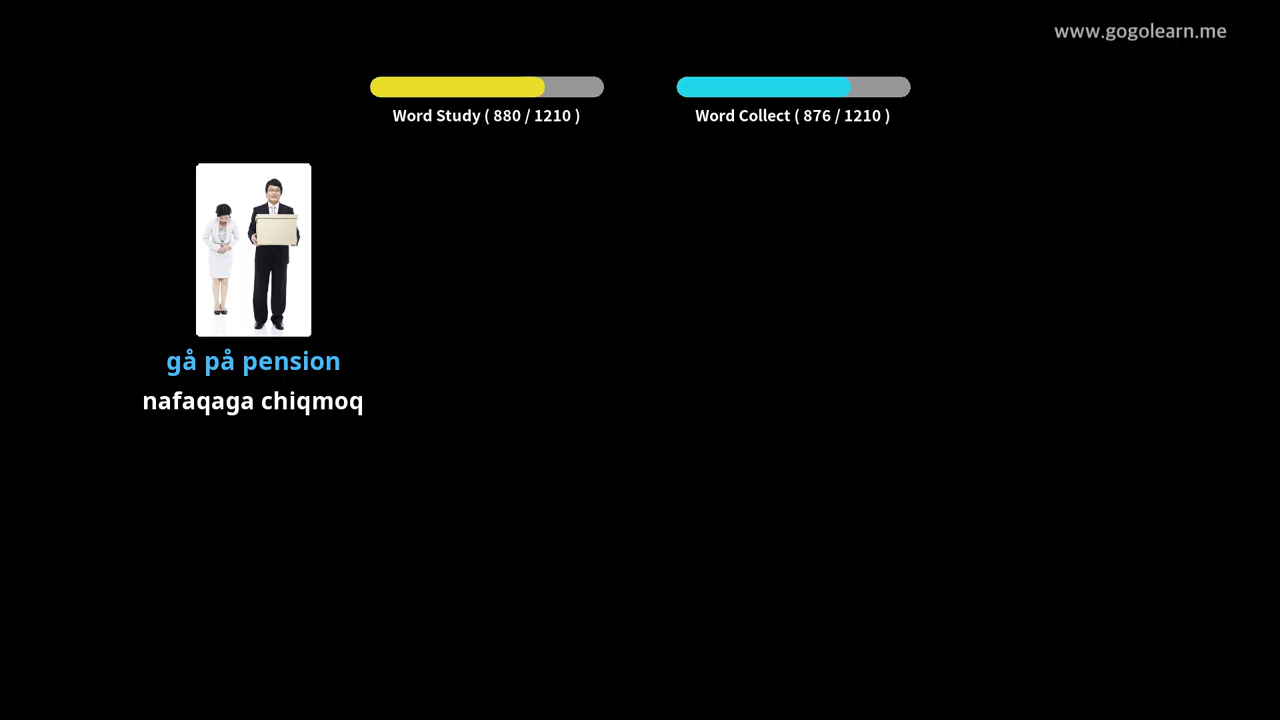 www.gogolearn.me
Word Study ( 880 / 1210 )
Word Collect ( 876 / 1210 )
gå på pension
nafaqaga chiqmoq